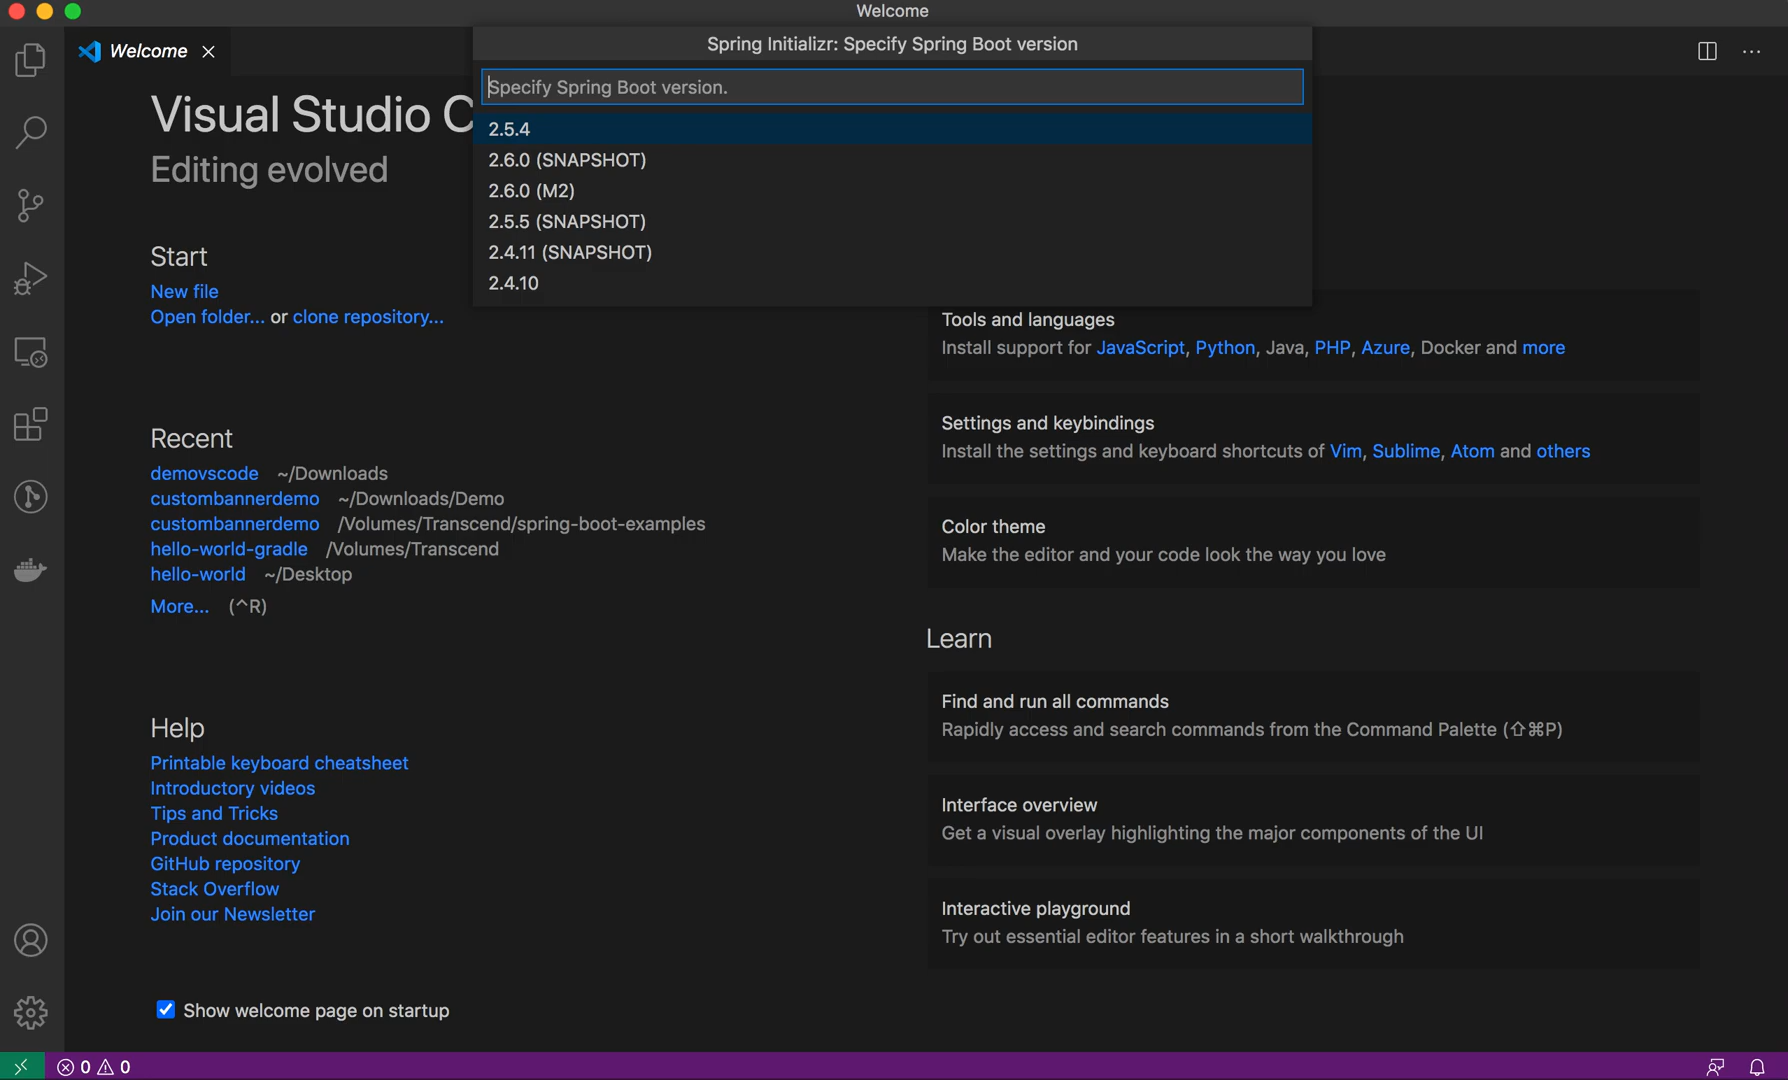 Welcome
Welcome
Spring Initializr: Specify Spring Boot version
Specify Spring Boot version.
2.5.4
2.6.0 (SNAPSHOT)
2.6.0 (M2)
2.5.5 (SNAPSHOT)
2.4.11 (SNAPSHOT)
2.4.10
Visual Studio C
Editing evolved
Start
New file
Open folder... or clone repository...
Recent
demovscode ~/Downloads
custombannerdemo ~/Downloads/Demo
custombannerdemo /Volumes/Transcend/spring-boot-examples
hello-world-gradle /Volumes/Transcend
hello-world ~/Desktop
More... (^R)
Help
Printable keyboard cheatsheet
Introductory videos
Tips and Tricks
Product documentation
GitHub repository
Stack Overflow
Join our Newsletter
Show welcome page on startup
Tools and languages
Install support for JavaScript, Python, Java, PHP, Azure, Docker and more
Settings and keybindings
Install the settings and keyboard shortcuts of Vim, Sublime, Atom and others
Color theme
Make the editor and your code look the way you love
Learn
Find and run all commands
Rapidly access and search commands from the Command Palette (⇧⌘P)
Interface overview
Get a visual overlay highlighting the major components of the UI
Interactive playground
Try out essential editor features in a short walkthrough
0 0